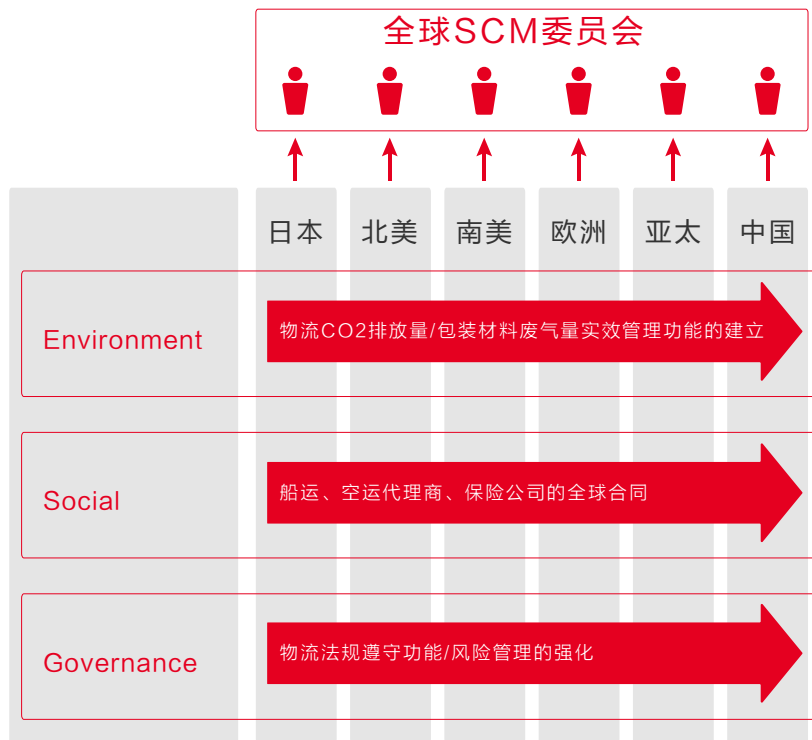 全球SCM委员会
日本 北美 南美 欧洲 亚太 中国
Environment
物流CO2排放量/包装材料废气量实效管理功能的建立
Social
船运、空运代理商、保险公司的全球合同
Governance
物流法规遵守功能/风险管理的强化